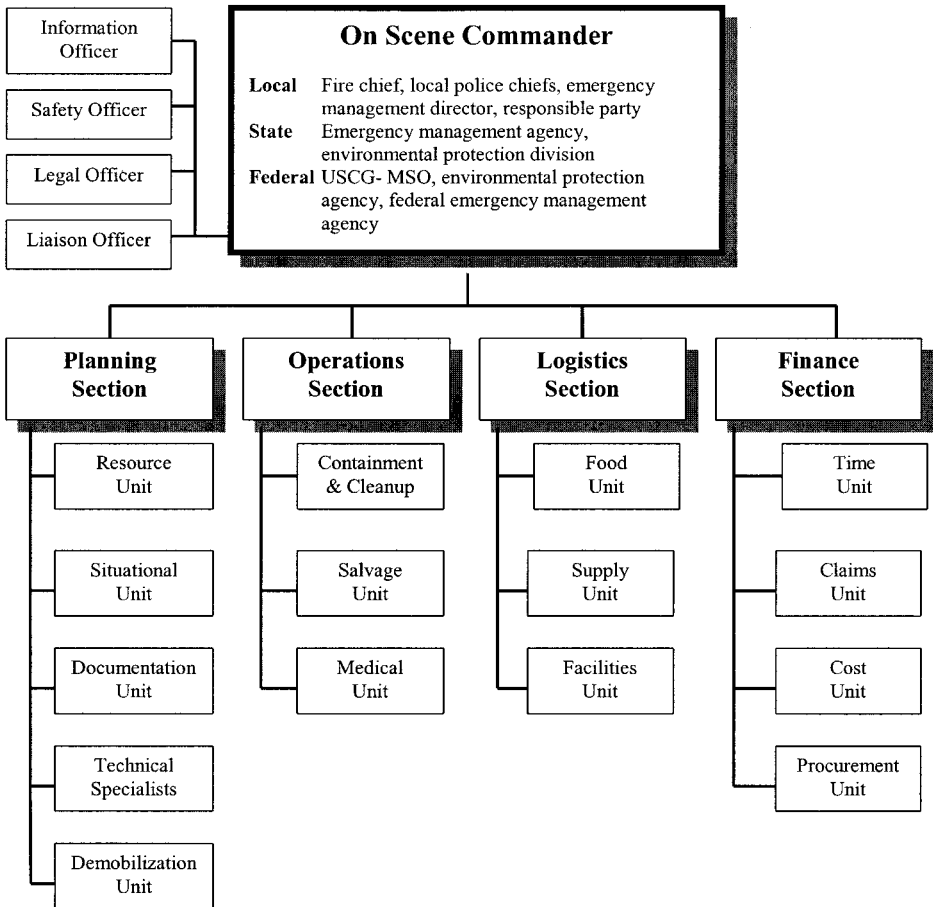 Information
Officer
Safety Officer
Legal Officer
Liaison Officer
On Scene Commander
Local Fire chief, local police chiefs, emergency
management director, responsible party
State Emergency management agency,
environmental protection division
Federal USCG- MSO, environmental protection
agency, federal emergency management
agency
Planning
Section
Resource
Unit
Situational
Unit
Documentation
Unit
Technical
Specialists
Demobilization
Unit
Operations
Section
Containment
& Cleanup
Salvage
Unit
Medical
Unit
Logistics
Section
Food
Unit
Supply
Unit
Facilities
Unit
Finance
Section
Time
Unit
Claims
Unit
Cost
Unit
Procurement
Unit